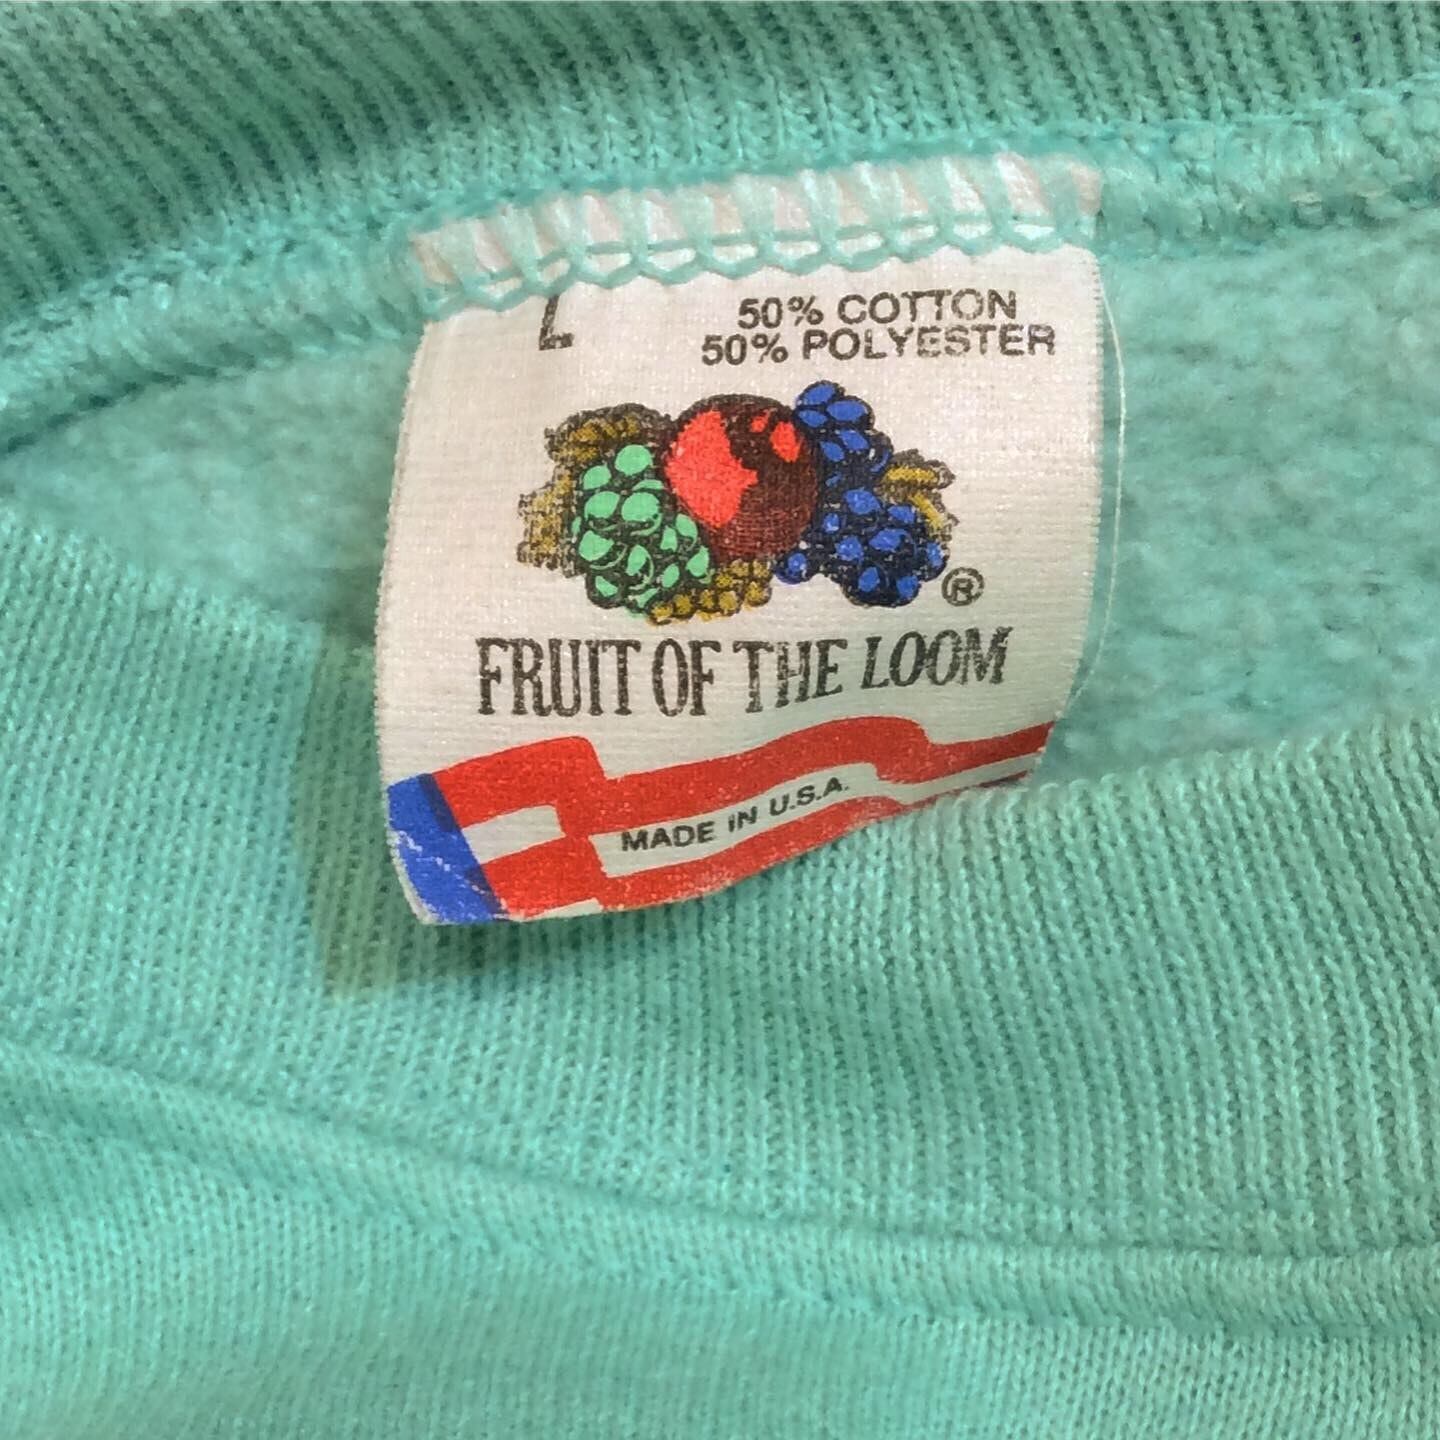 L
50% COTTON
50% POLYESTER
®
FRUIT OF THE LOOM
MADE IN U.S.A.